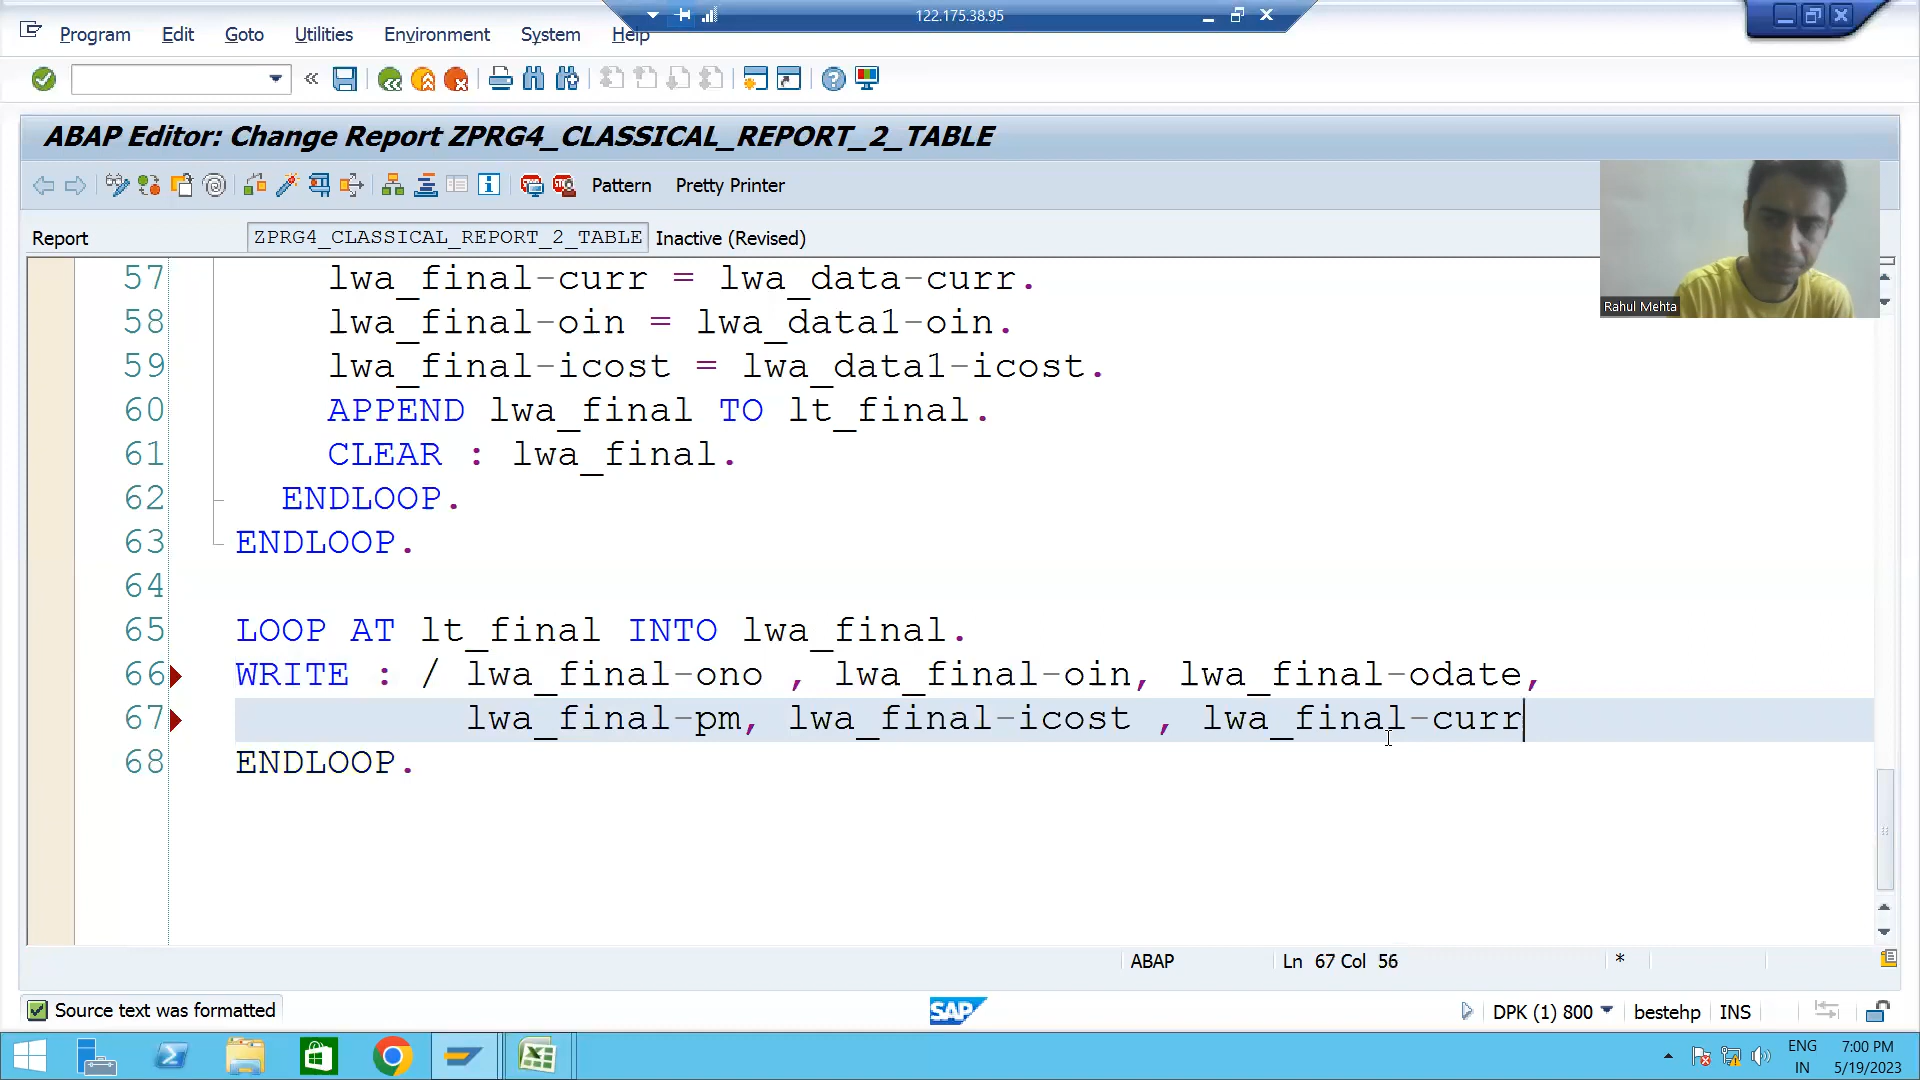 122.175.38.95
Program Edit Goto Utilities Environment System Help
ABAP Editor: Change Report ZPRG4_CLASSICAL_REPORT_2_TABLE
Pattern Pretty Printer
Report ZPRG4_CLASSICAL_REPORT_2_TABLE Inactive (Revised)
Rahul Mehta
57 lwa_final-curr = lwa_data-curr.
58 lwa_final-oin = lwa_data1-oin.
59 lwa_final-icost = lwa_data1-icost.
60 APPEND lwa_final TO lt_final.
61 CLEAR : lwa_final.
62 ENDLOOP.
63 ENDLOOP.
64
65 LOOP AT lt_final INTO lwa_final.
66 WRITE : / lwa_final-ono , lwa_final-oin, lwa_final-odate,
67 lwa_final-pm, lwa_final-icost , lwa_final-curr
68 ENDLOOP.
ABAP Ln 67 Col 56 *
Source text was formatted SAP DPK (1) 800 bestehp INS
ENG 7:00 PM
IN 5/19/2023